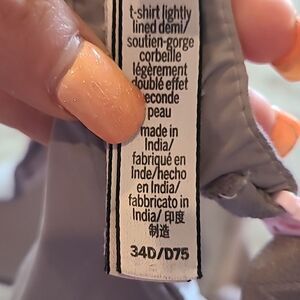 t-shirt lightly
lined demi/
soutien-gorge
corbeille
légèrement
doublé effet
seconde
peau
made in
India/
fabriqué en
Inde/hecho
en India/
fabbricato in
India/ 印度
制造
34D/D75